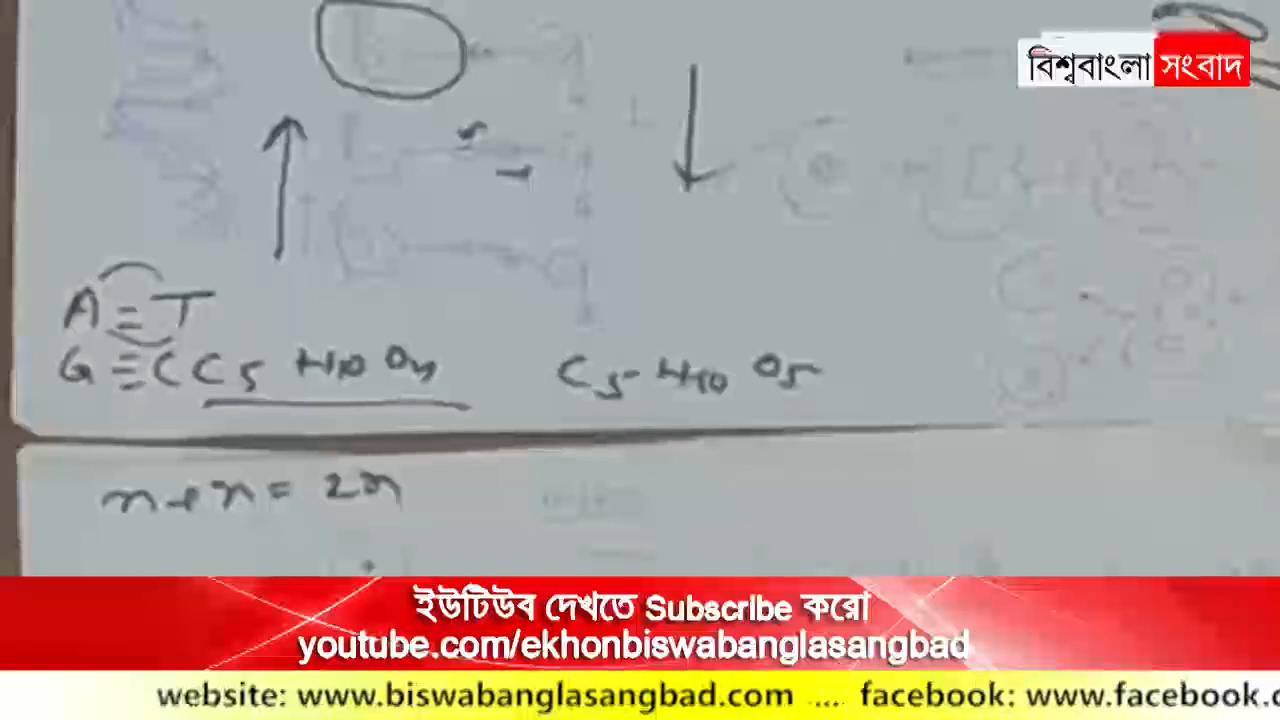 বিশ্ববাংলা সংবাদ
A = T
G ≡ C C5 H10 O4 C5 H10 O5
n + n = 2n
ইউটিউব দেখতে Subscribe করো
youtube.com/ekhonbiswabanglasangbad
website: www.biswabanglasangbad.com .... facebook: www.facebook.c